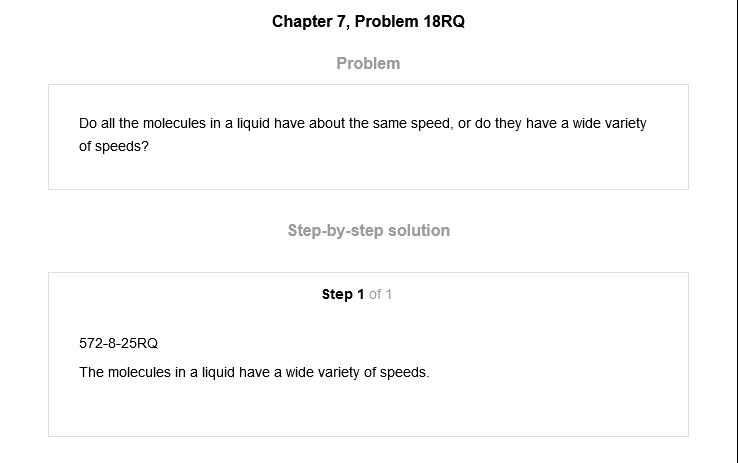 Chapter 7, Problem 18RQ
Problem
Do all the molecules in a liquid have about the same speed, or do they have a wide variety
of speeds?
Step-by-step solution
Step 1 of 1
572-8-25RQ
The molecules in a liquid have a wide variety of speeds.